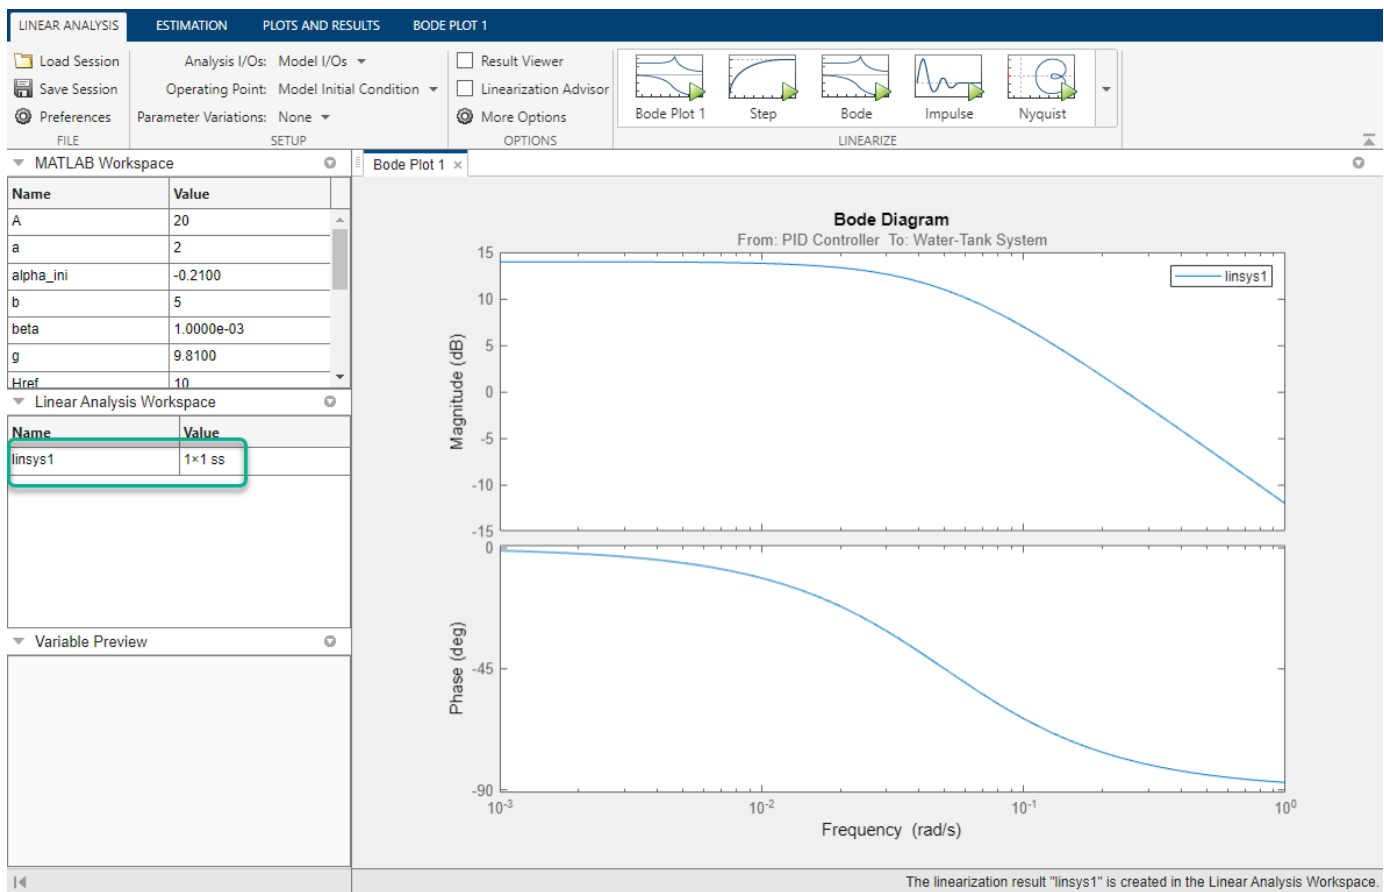 LINEAR ANALYSIS ESTIMATION PLOTS AND RESULTS BODE PLOT 1
Load Session Analysis I/Os: Model I/Os Result Viewer
Save Session Operating Point: Model Initial Condition Linearization Advisor
Preferences Parameter Variations: None More Options Bode Plot 1 Step Bode Impulse Nyquist
FILE SETUP OPTIONS LINEARIZE
MATLAB Workspace
Name Value
A 20
a 2
alpha_ini -0.2100
b 5
beta 1.0000e-03
g 9.8100
Href 10
Linear Analysis Workspace
Name Value
linsys1 1×1 ss
Variable Preview
Bode Plot 1 ×
Bode Diagram
From: PID Controller To: Water-Tank System
linsys1
Magnitude (dB)
15
10
5
0
-5
-10
-15
Phase (deg)
0
-45
-90
10-3 10-2 10-1 100
Frequency (rad/s)
The linearization result "linsys1" is created in the Linear Analysis Workspace.